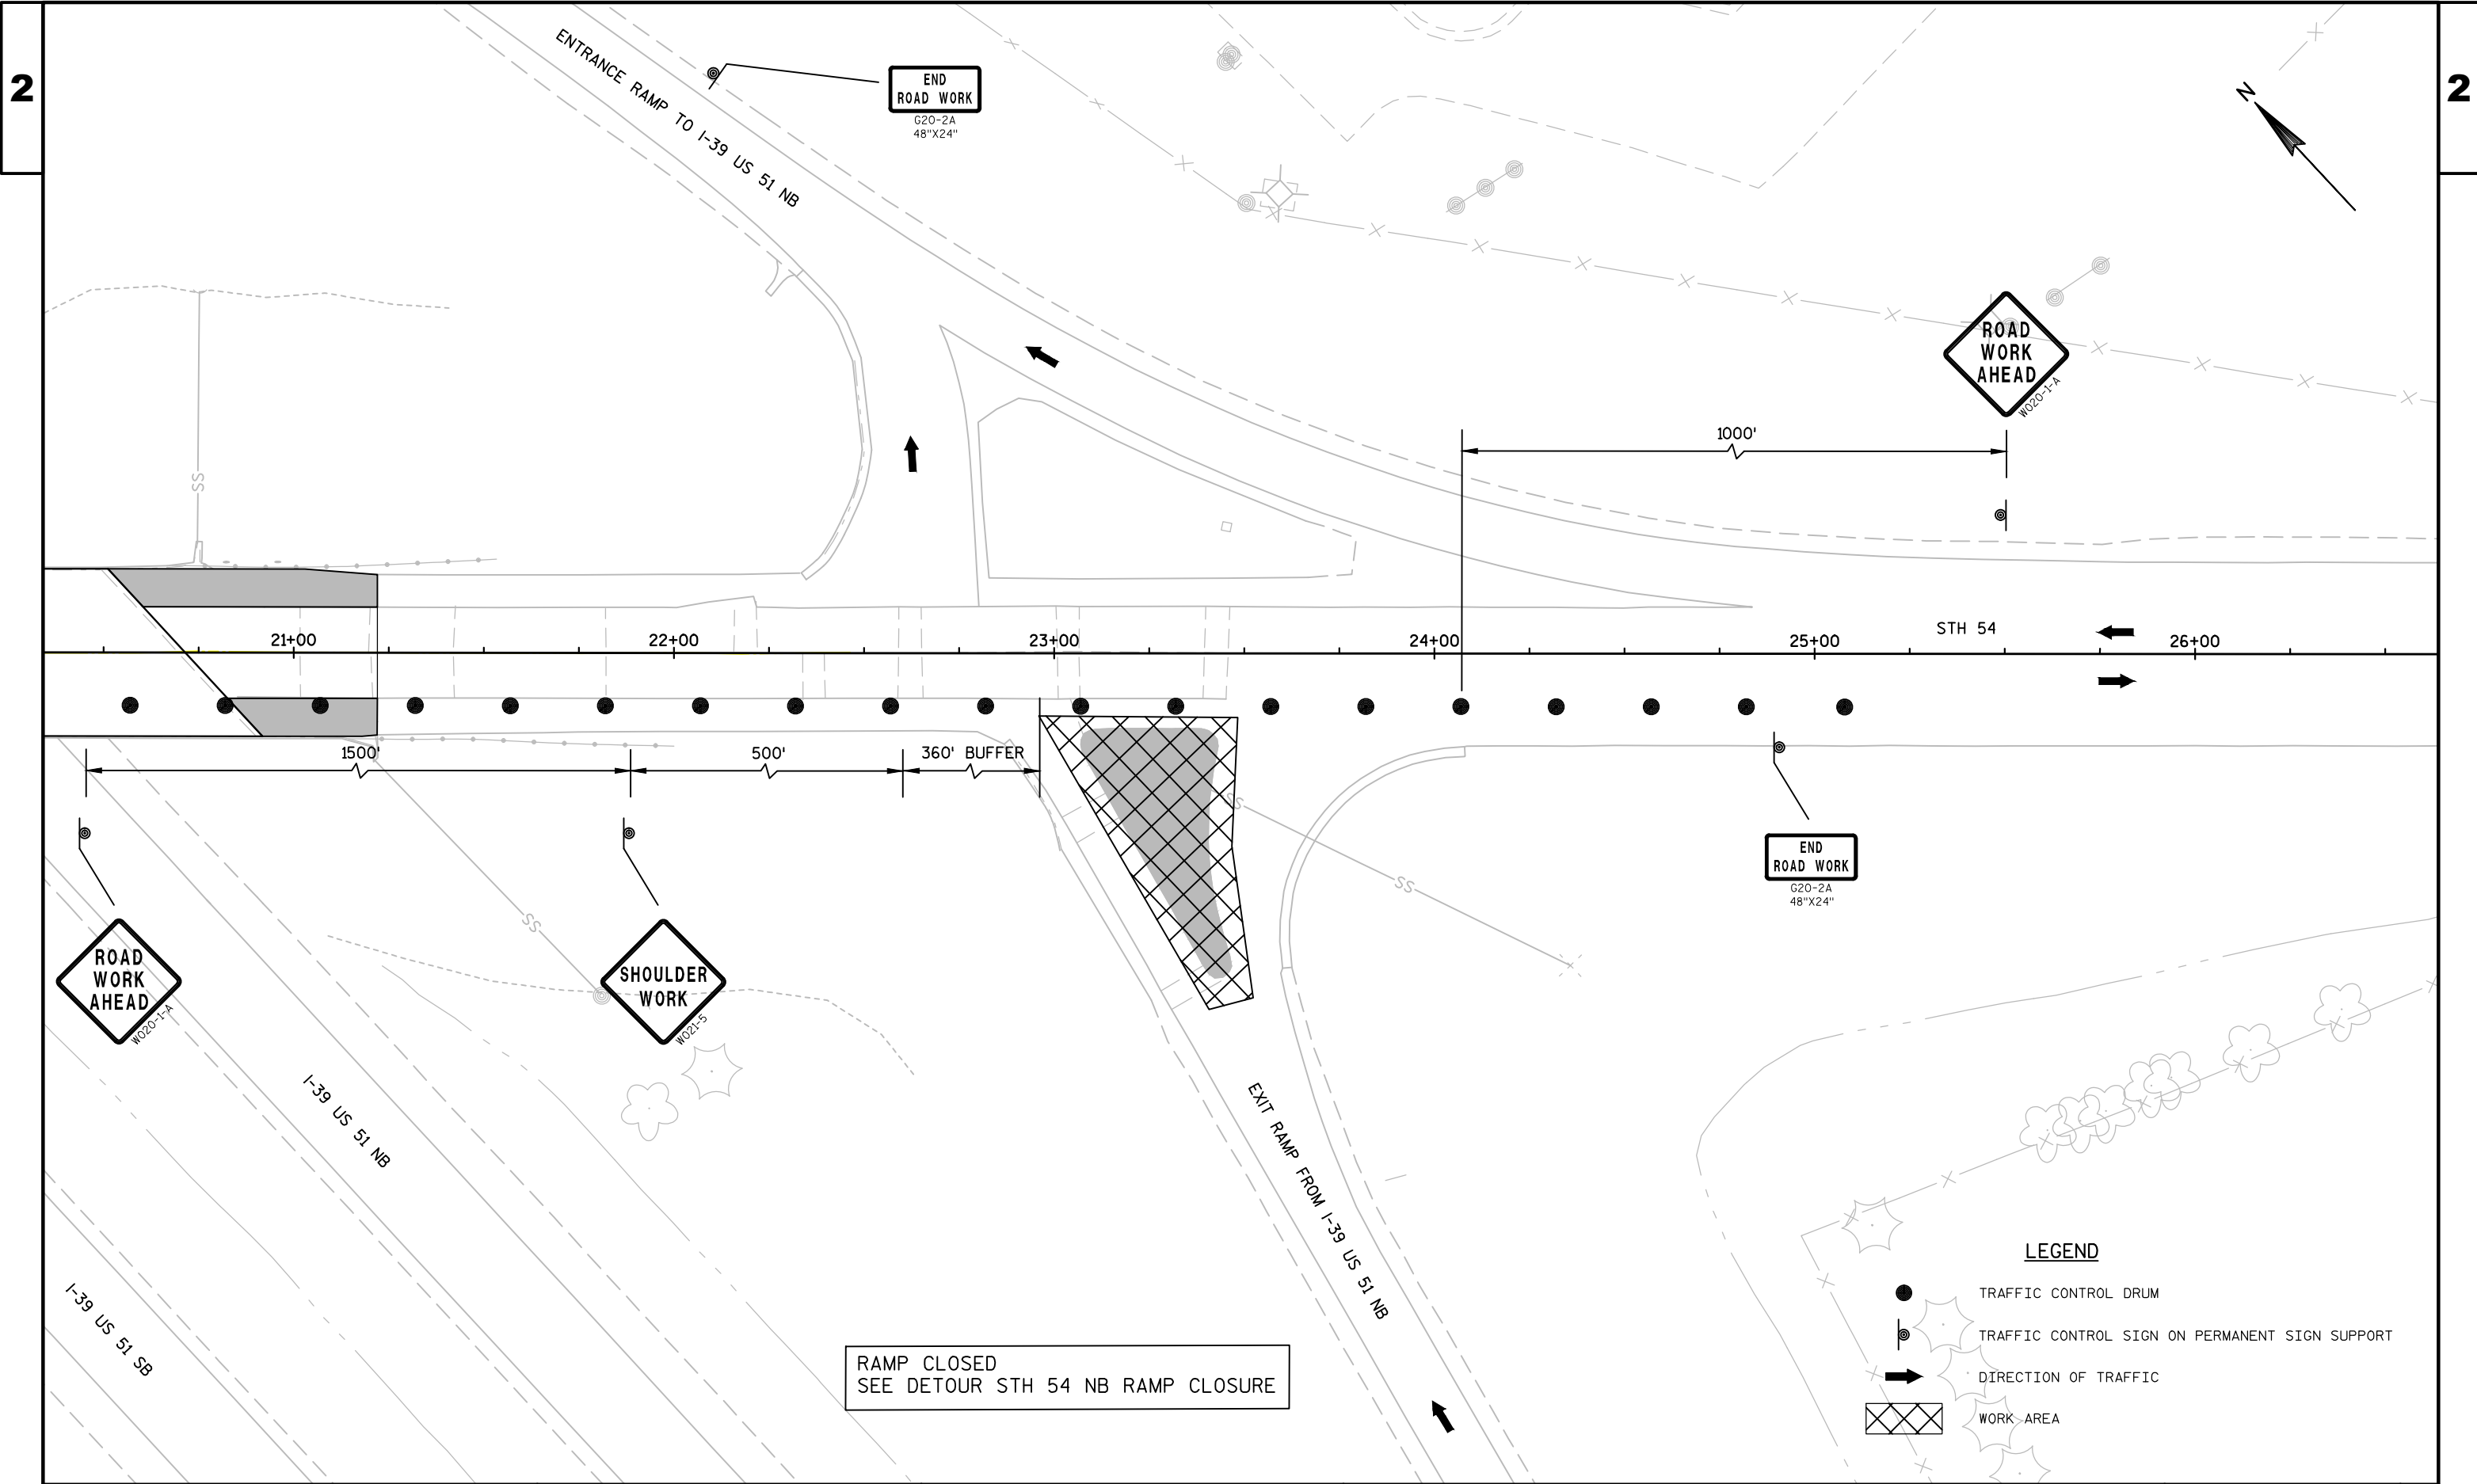 2
2
ENTRANCE RAMP TO I-39 US 51 NB
END
ROAD WORK
G20-2A
48"X24"
N
ROAD
WORK
AHEAD
WO20-1-A
1000'
SS
21+00
22+00
23+00
24+00
25+00
STH 54
26+00
1500'
500'
360' BUFFER
SS
SS
SS
END
ROAD WORK
G20-2A
48"X24"
ROAD
WORK
AHEAD
WO20-1-A
SHOULDER
WORK
WO21-5
I-39 US 51 NB
EXIT RAMP FROM I-39 US 51 NB
I-39 US 51 SB
RAMP CLOSED
SEE DETOUR STH 54 NB RAMP CLOSURE
LEGEND
TRAFFIC CONTROL DRUM
TRAFFIC CONTROL SIGN ON PERMANENT SIGN SUPPORT
DIRECTION OF TRAFFIC
WORK AREA